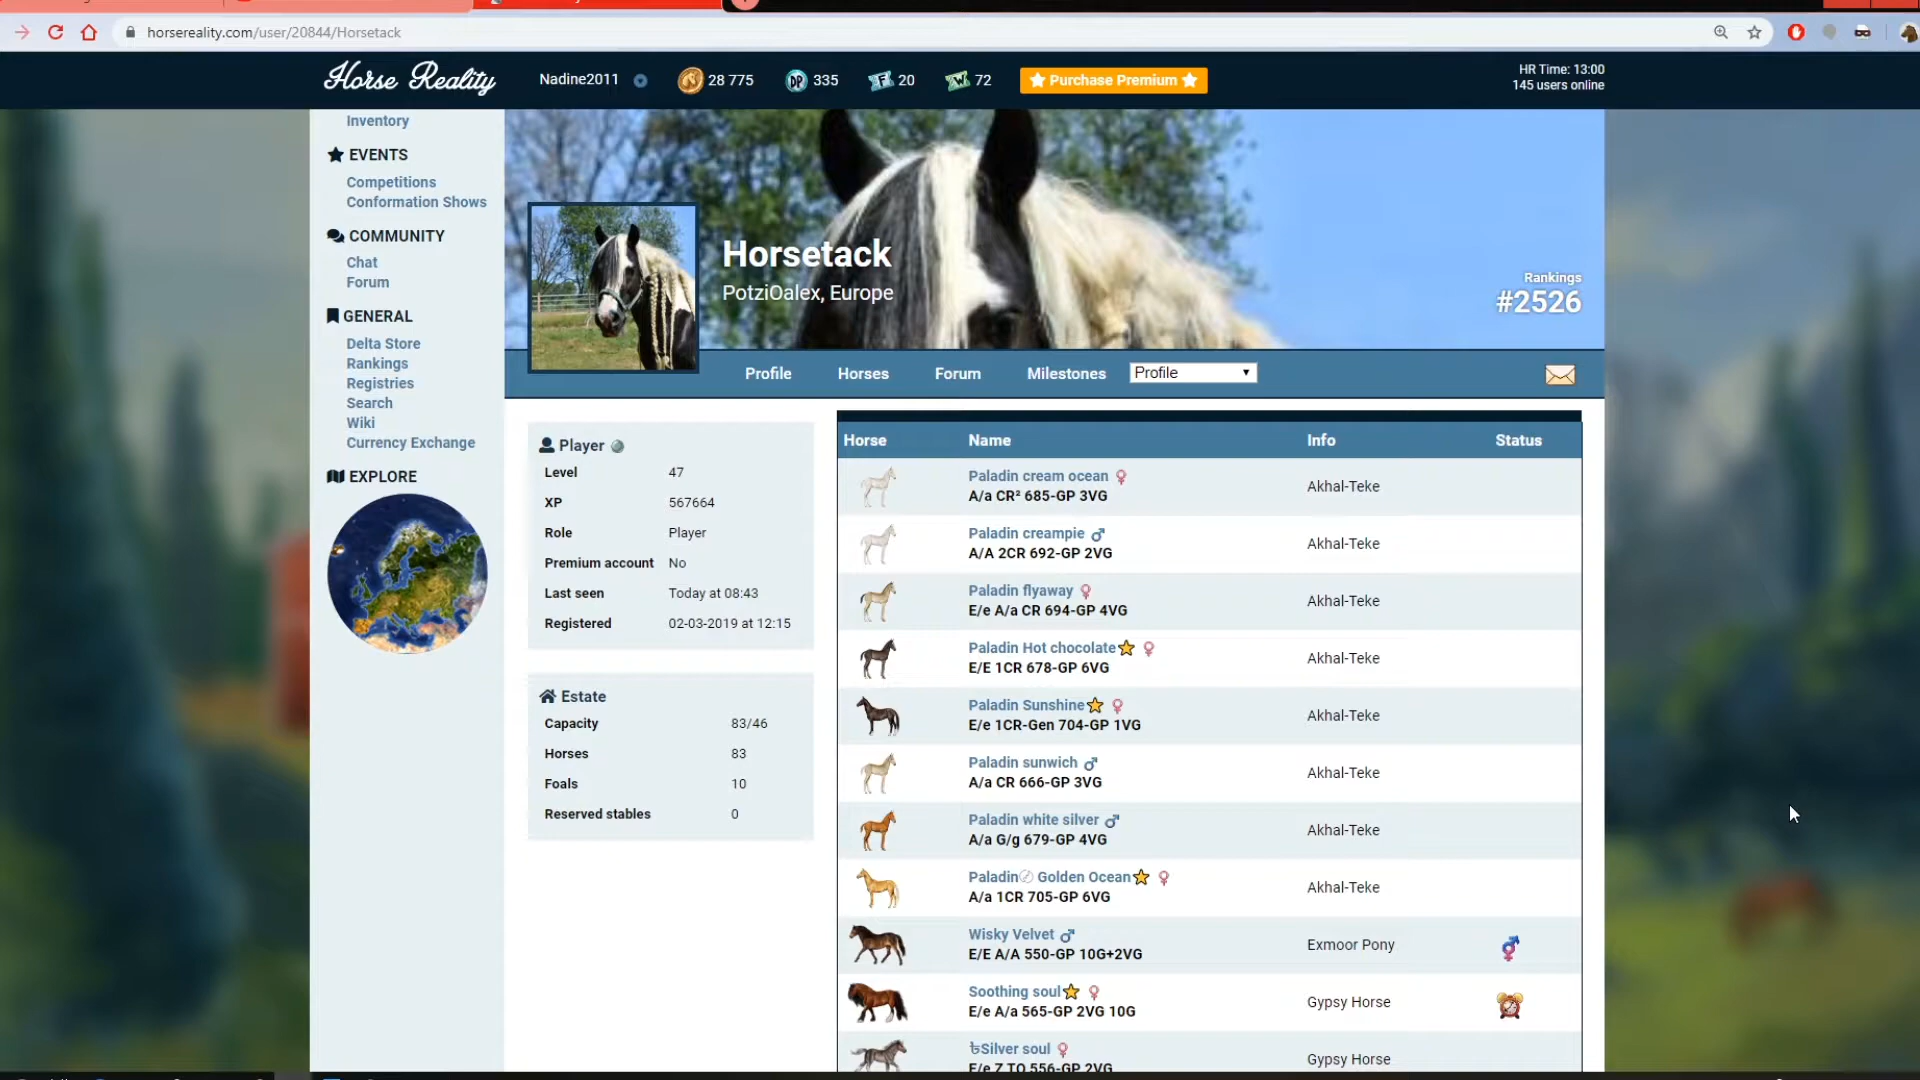 horsereality.com/user/20844/Horsetack
Horse Reality
Nadine2011
28 775
DP
335
F
20
W
72
Purchase Premium
HR Time: 13:00
145 users online
Inventory
EVENTS
Competitions
Conformation Shows
COMMUNITY
Chat
Forum
GENERAL
Delta Store
Rankings
Registries
Search
Wiki
Currency Exchange
EXPLORE
Horsetack
PotziOalex, Europe
Rankings
#2526
Profile
Horses
Forum
Milestones
Profile
Player
Level 47
XP 567664
Role Player
Premium account No
Last seen Today at 08:43
Registered 02-03-2019 at 12:15
Estate
Capacity 83/46
Horses 83
Foals 10
Reserved stables 0
Horse Name Info Status
Paladin cream ocean ♀
A/a CR² 685-GP 3VG
Akhal-Teke
Paladin creampie ♂
A/A 2CR 692-GP 2VG
Akhal-Teke
Paladin flyaway ♀
E/e A/a CR 694-GP 4VG
Akhal-Teke
Paladin Hot chocolate⭐ ♀
E/E 1CR 678-GP 6VG
Akhal-Teke
Paladin Sunshine⭐ ♀
E/e 1CR-Gen 704-GP 1VG
Akhal-Teke
Paladin sunwich ♂
A/a CR 666-GP 3VG
Akhal-Teke
Paladin white silver ♂
A/a G/g 679-GP 4VG
Akhal-Teke
Paladin Golden Ocean⭐ ♀
A/a 1CR 705-GP 6VG
Akhal-Teke
Wisky Velvet ♂
E/E A/A 550-GP 10G+2VG
Exmoor Pony
Soothing soul⭐ ♀
E/e A/a 565-GP 2VG 10G
Gypsy Horse
♄Silver soul ♀
E/e Z TO 556-GP 2VG
Gypsy Horse